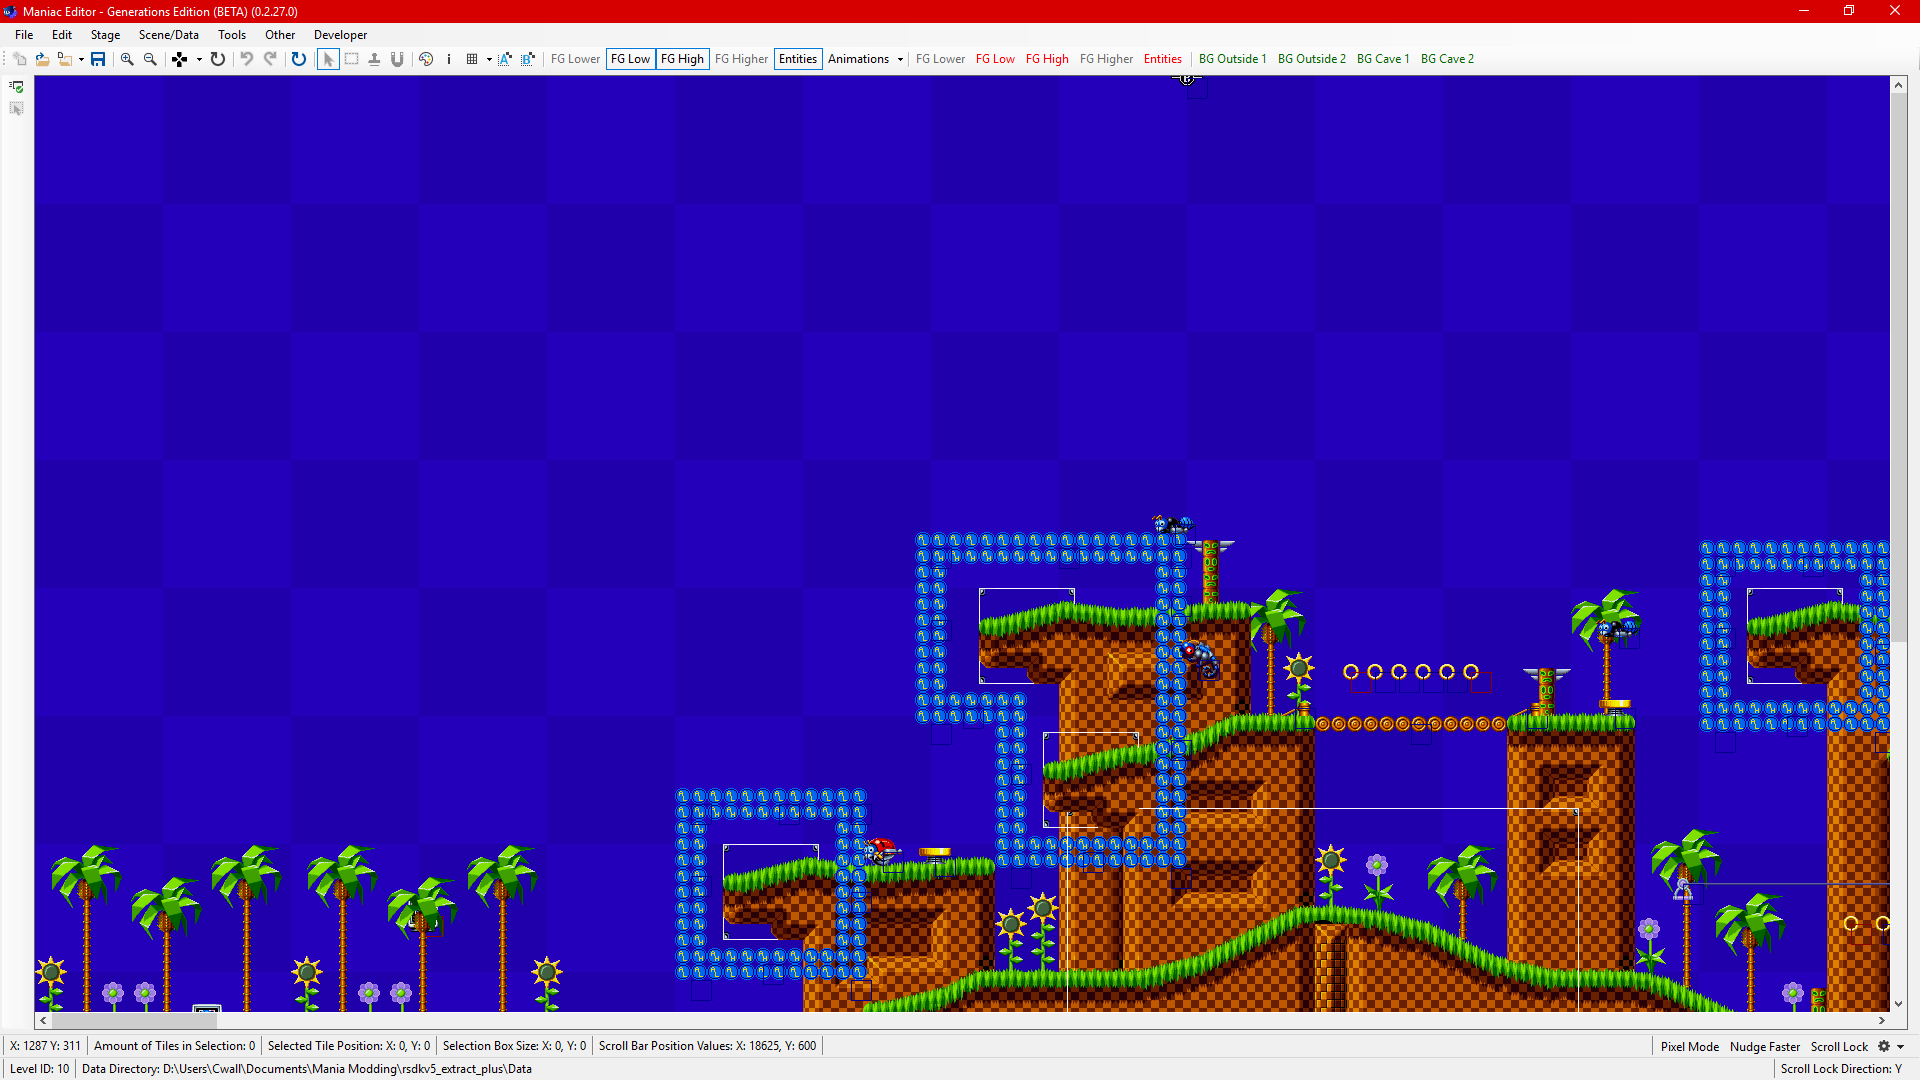 Maniac Editor - Generations Edition (BETA) (0.2.27.0)
File Edit Stage Scene/Data Tools Other Developer
FG Lower FG Low FG High FG Higher Entities Animations FG Lower FG Low FG High FG Higher Entities BG Outside 1 BG Outside 2 BG Cave 1 BG Cave 2
X: 1287 Y: 311 Amount of Tiles in Selection: 0 Selected Tile Position: X: 0, Y: 0 Selection Box Size: X: 0, Y: 0 Scroll Bar Position Values: X: 18625, Y: 600 Pixel Mode Nudge Faster Scroll Lock
Level ID: 10 Data Directory: D:\Users\Cwall\Documents\Mania Modding\rsdkv5_extract_plus\Data Scroll Lock Direction: Y